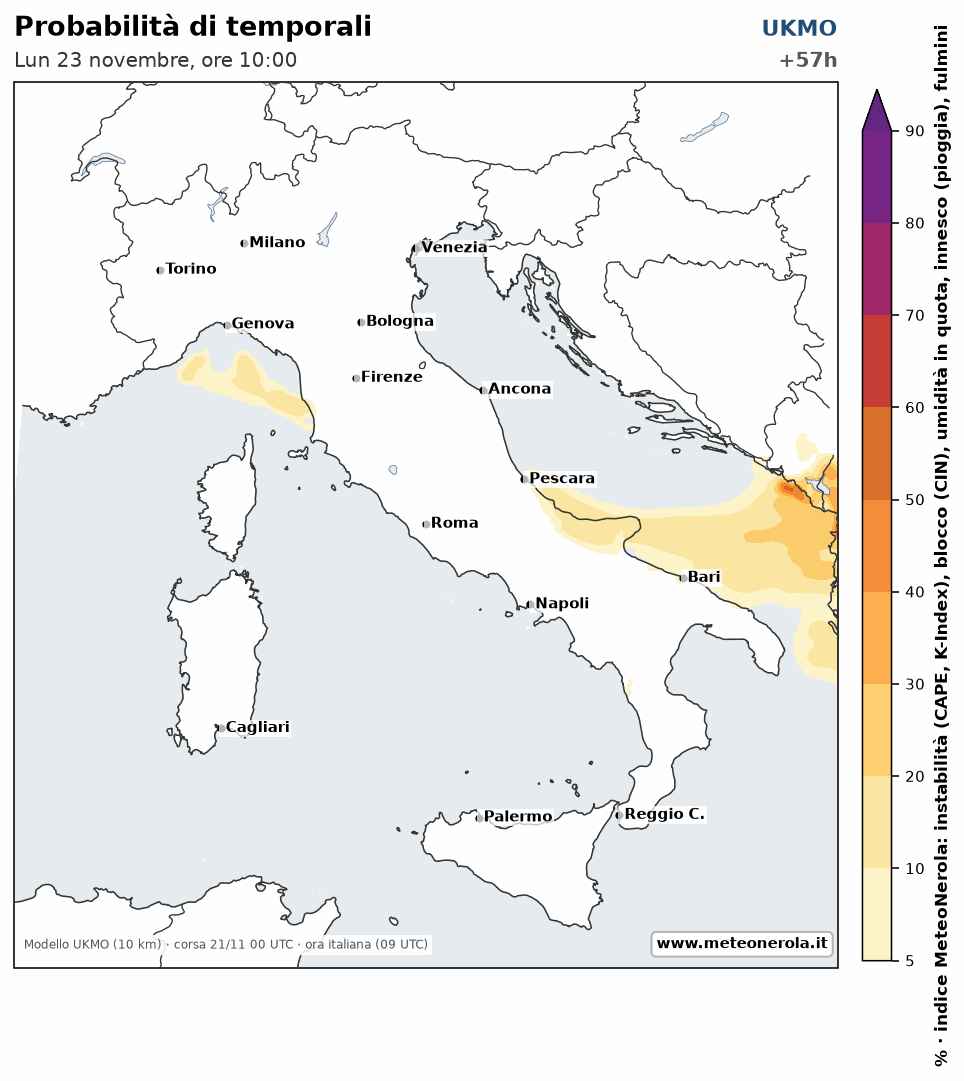 Probabilità di temporali
UKMO
Lun 23 novembre, ore 10:00
+57h
Milano
Venezia
Torino
Genova
Bologna
Firenze
Ancona
Pescara
Roma
Bari
Napoli
Cagliari
Palermo
Reggio C.
Modello UKMO (10 km) · corsa 21/11 00 UTC · ora italiana (09 UTC)
www.meteonerola.it
90
80
70
60
50
40
30
20
10
5
% · indice MeteoNerola: instabilità (CAPE, K-Index), blocco (CIN), umidità in quota, innesco (pioggia), fulmini